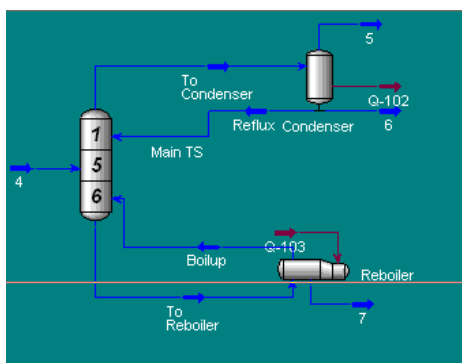 5
To
Condenser
Q-102
Reflux
Condenser
6
1
Main TS
4
5
6
Q-103
Boilup
Reboiler
To
Reboiler
7